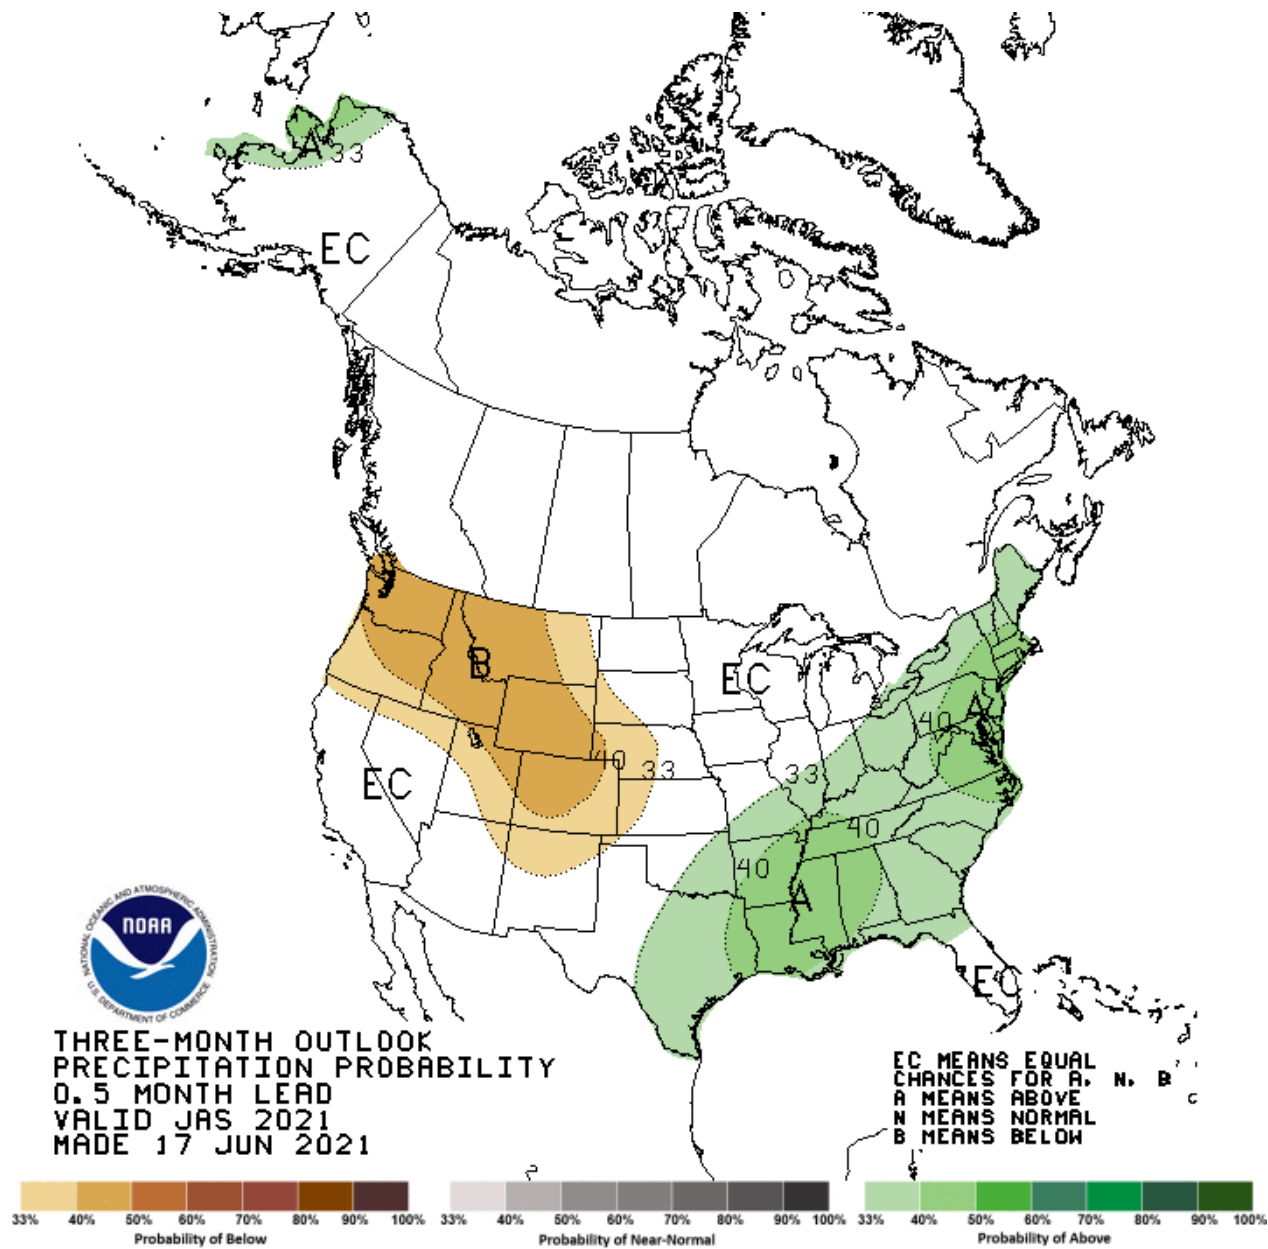 A 33
EC
B
EC
A
40
40 33
33
EC
40
40
A
EC
NATIONAL OCEANIC AND ATMOSPHERIC ADMINISTRATION
NOAA
U.S. DEPARTMENT OF COMMERCE
THREE-MONTH OUTLOOK
PRECIPITATION PROBABILITY
0.5 MONTH LEAD
VALID JAS 2021
MADE 17 JUN 2021
EC MEANS EQUAL
CHANCES FOR A, N, B
A MEANS ABOVE
N MEANS NORMAL
B MEANS BELOW
33% 40% 50% 60% 70% 80% 90% 100%
Probability of Below
33% 40% 50% 60% 70% 80% 90% 100%
Probability of Near-Normal
33% 40% 50% 60% 70% 80% 90% 100%
Probability of Above